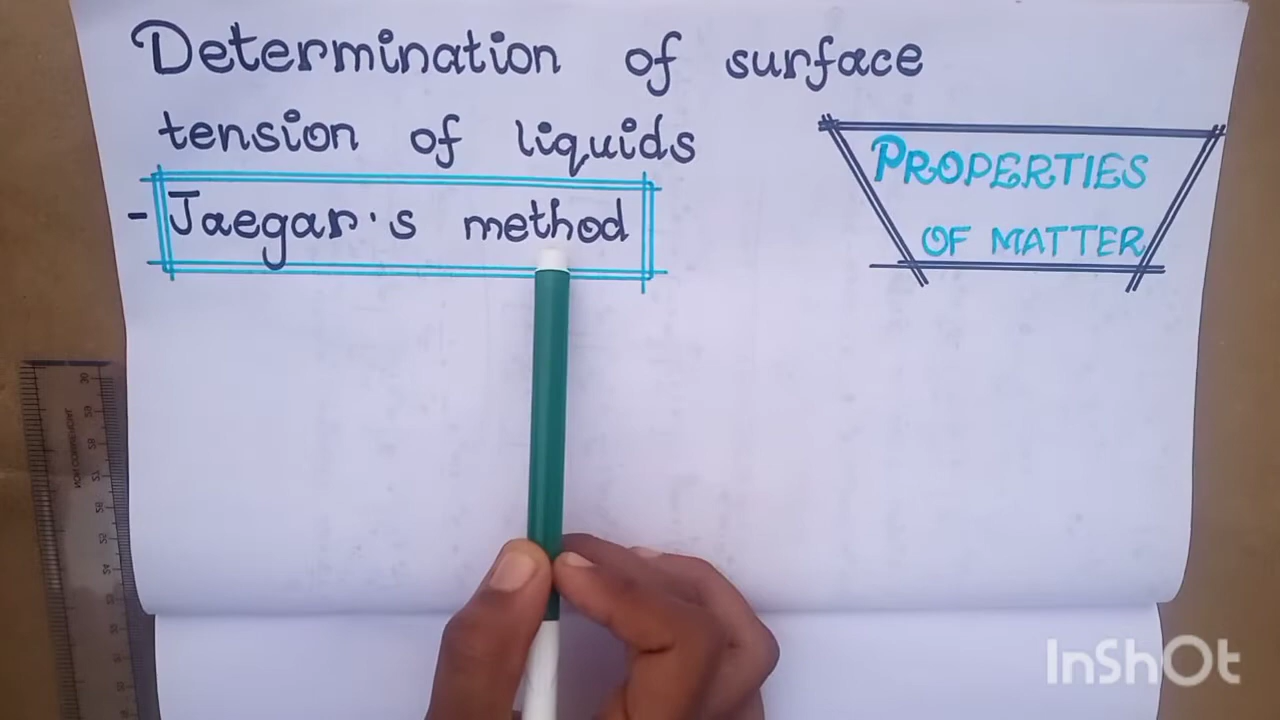 Determination of surface
tension of liquids
- Jaegar's method
PROPERTIES
OF MATTER
InShOt